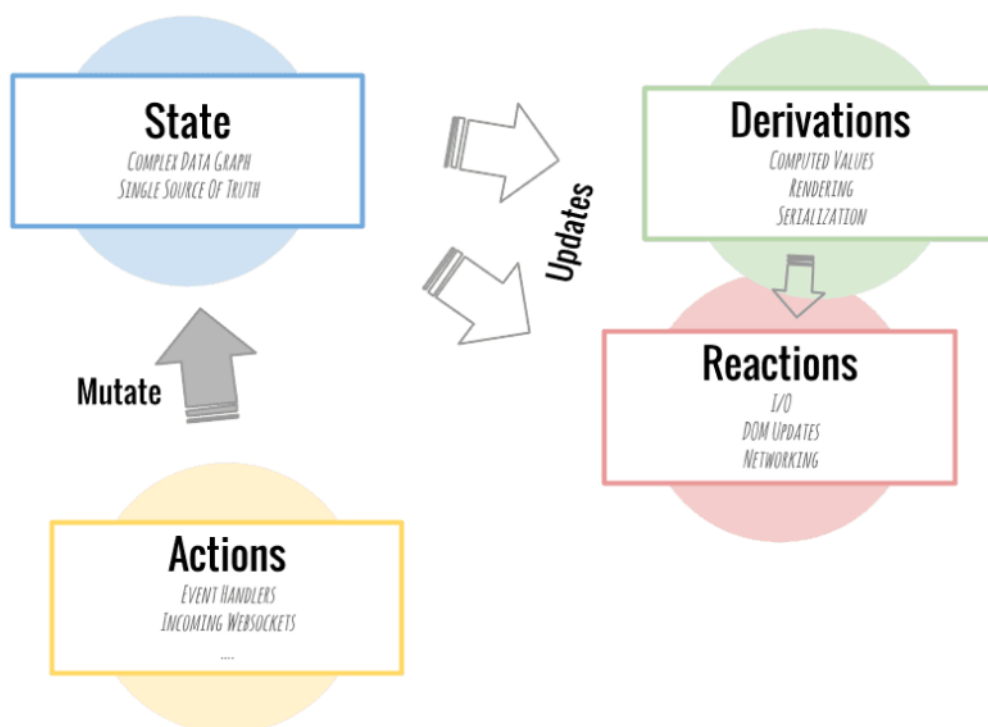 State
Complex Data Graph
Single Source Of Truth
Updates
Derivations
Computed Values
Rendering
Serialization
Reactions
I/O
DOM Updates
Networking
Mutate
Actions
Event Handlers
Incoming Websockets
....